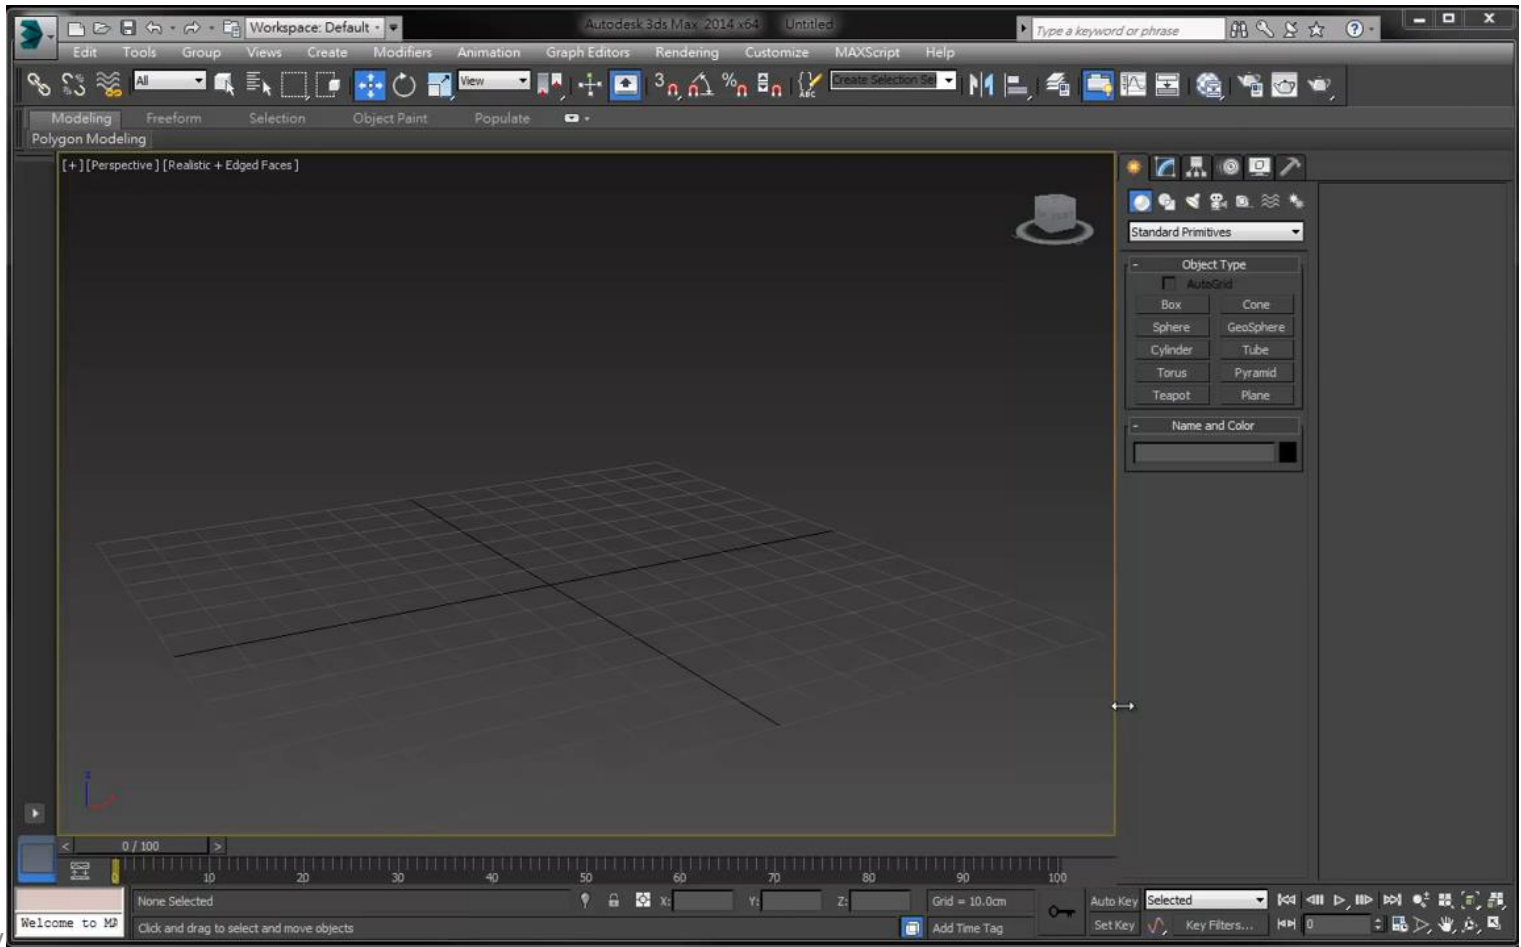 Workspace: Default
Autodesk 3ds Max 2014 x64 Untitled
Type a keyword or phrase
Edit Tools Group Views Create Modifiers Animation Graph Editors Rendering Customize MAXScript Help
All
View
Create Selection Se
Modeling Freeform Selection Object Paint Populate
Polygon Modeling
[+][Perspective][Realistic + Edged Faces]
Standard Primitives
- Object Type
AutoGrid
Box Cone
Sphere GeoSphere
Cylinder Tube
Torus Pyramid
Teapot Plane
- Name and Color
< 0 / 100 >
0 10 20 30 40 50 60 70 80 90 100
None Selected X: Y: Z: Grid = 10.0cm Auto Key Selected
Welcome to MA Click and drag to select and move objects Add Time Tag Set Key Key Filters... 0